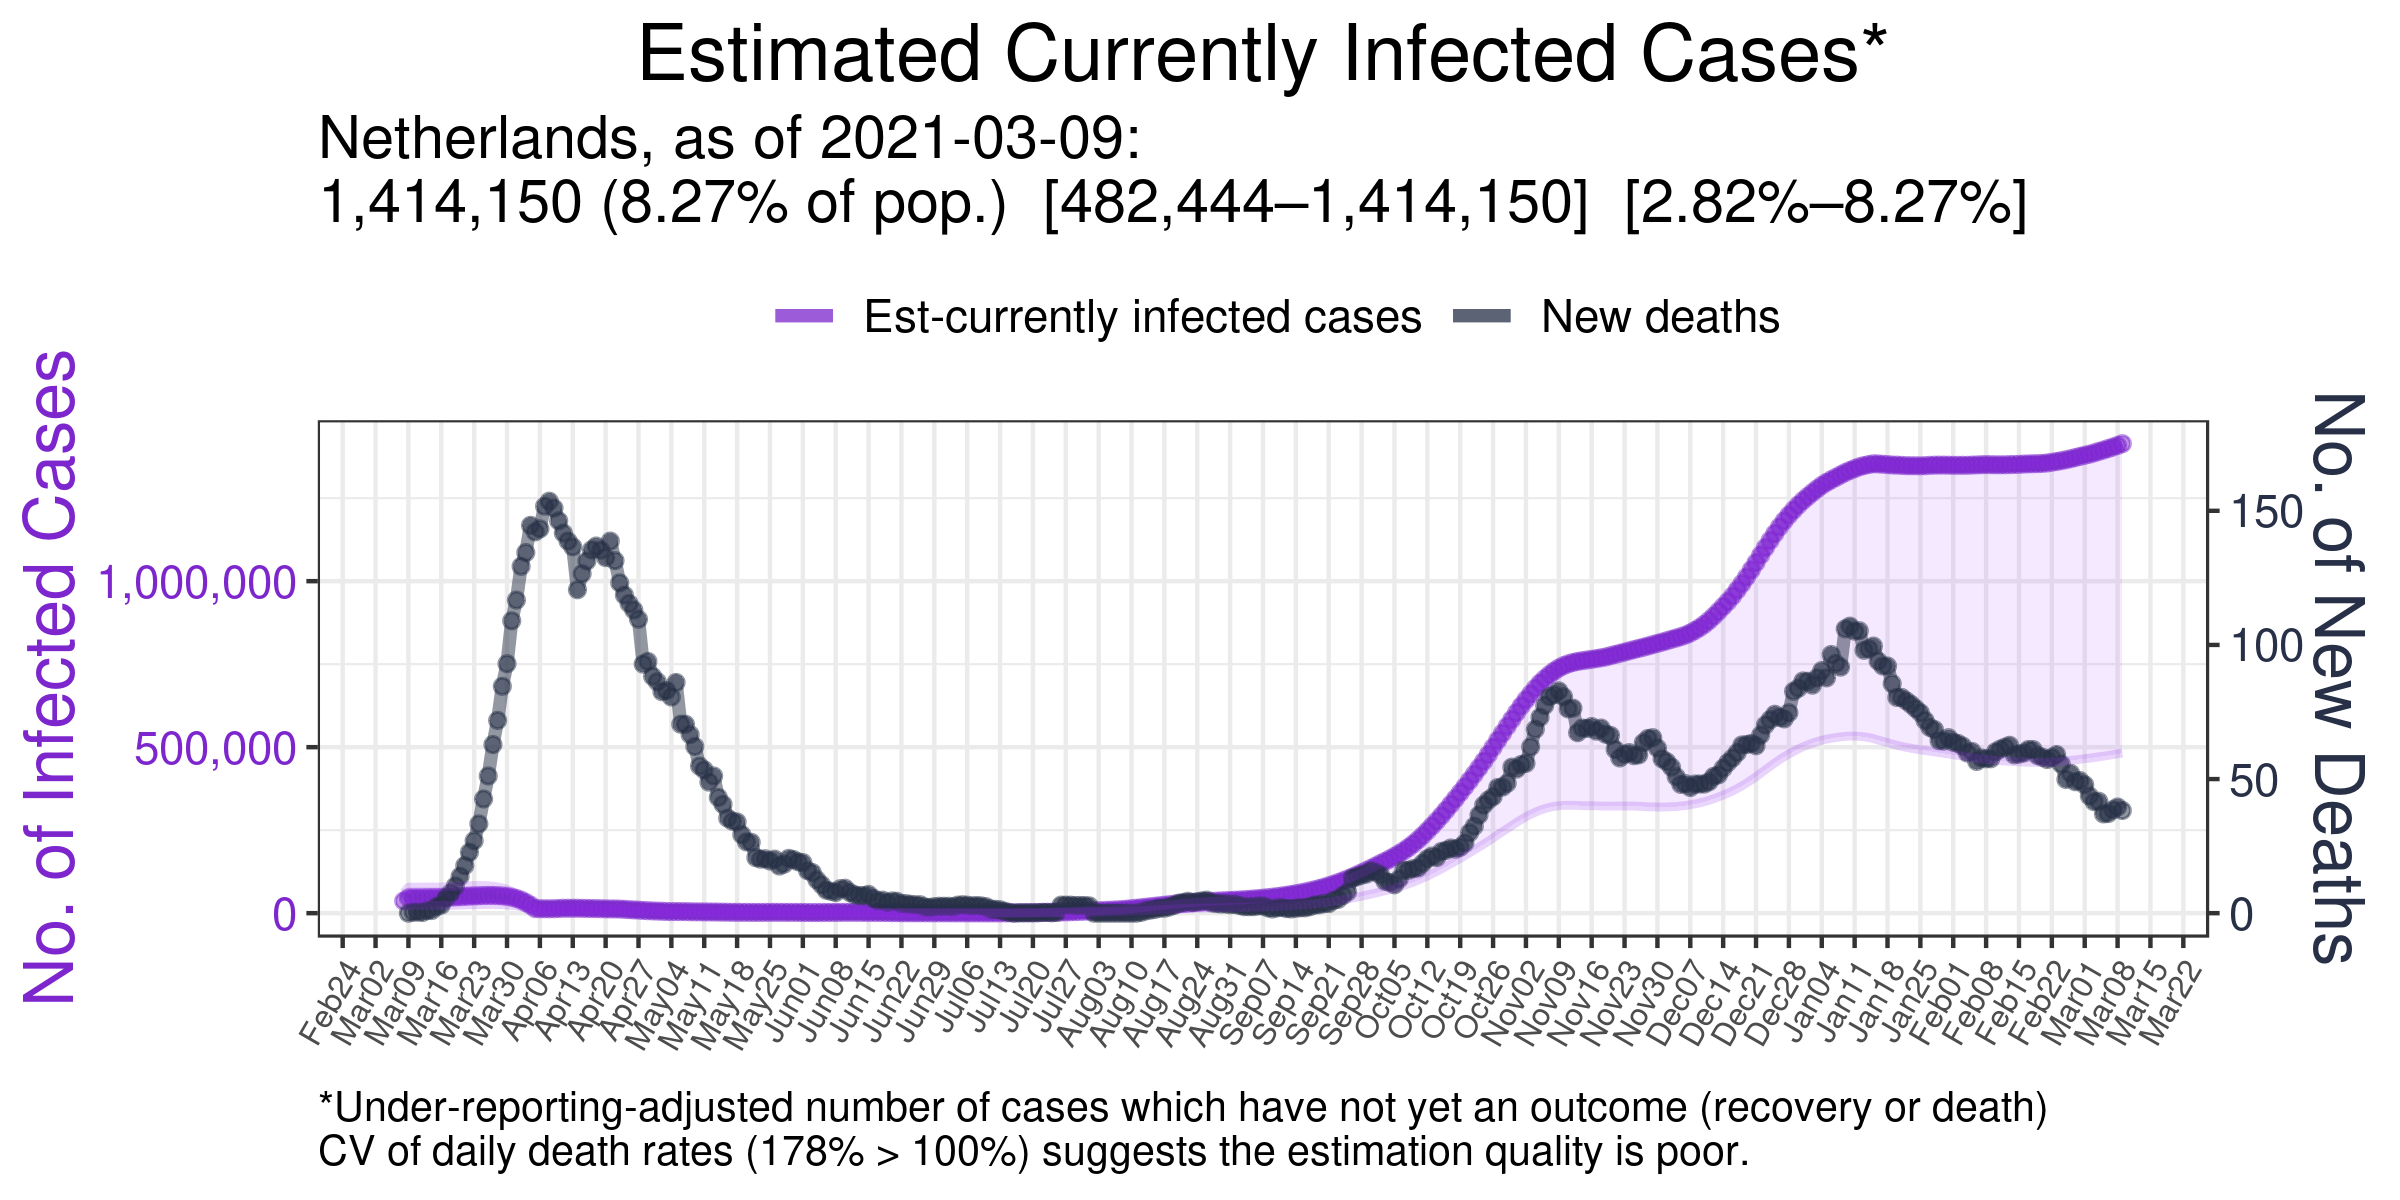 Estimated Currently Infected Cases*
Netherlands, as of 2021-03-09:
1,414,150 (8.27% of pop.)  [482,444–1,414,150]  [2.82%–8.27%]
Est-currently infected cases
New deaths
No. of Infected Cases
1,000,000
500,000
0
No. of New Deaths
150
100
50
0
Feb24
Mar02
Mar09
Mar16
Mar23
Mar30
Apr06
Apr13
Apr20
Apr27
May04
May11
May18
May25
Jun01
Jun08
Jun15
Jun22
Jun29
Jul06
Jul13
Jul20
Jul27
Aug03
Aug10
Aug17
Aug24
Aug31
Sep07
Sep14
Sep21
Sep28
Oct05
Oct12
Oct19
Oct26
Nov02
Nov09
Nov16
Nov23
Nov30
Dec07
Dec14
Dec21
Dec28
Jan04
Jan11
Jan18
Jan25
Feb01
Feb08
Feb15
Feb22
Mar01
Mar08
Mar15
Mar22
*Under-reporting-adjusted number of cases which have not yet an outcome (recovery or death)
CV of daily death rates (178% > 100%) suggests the estimation quality is poor.